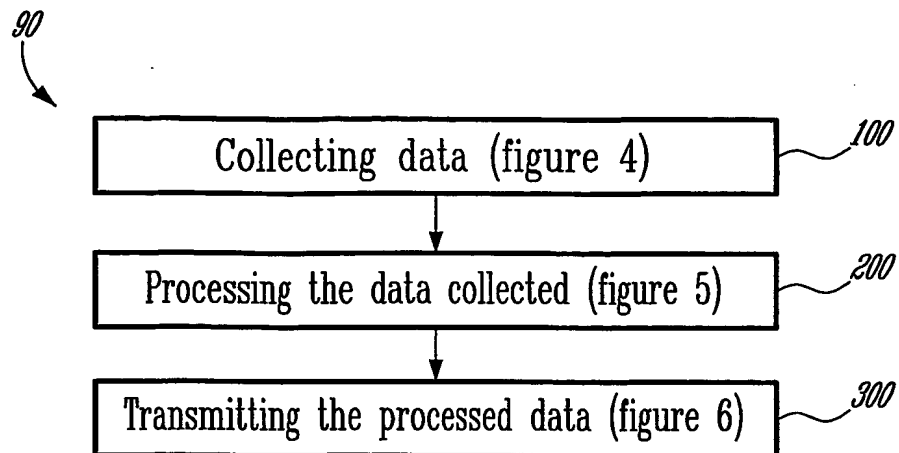 90
Collecting data (figure 4)
100
Processing the data collected (figure 5)
200
Transmitting the processed data (figure 6)
300